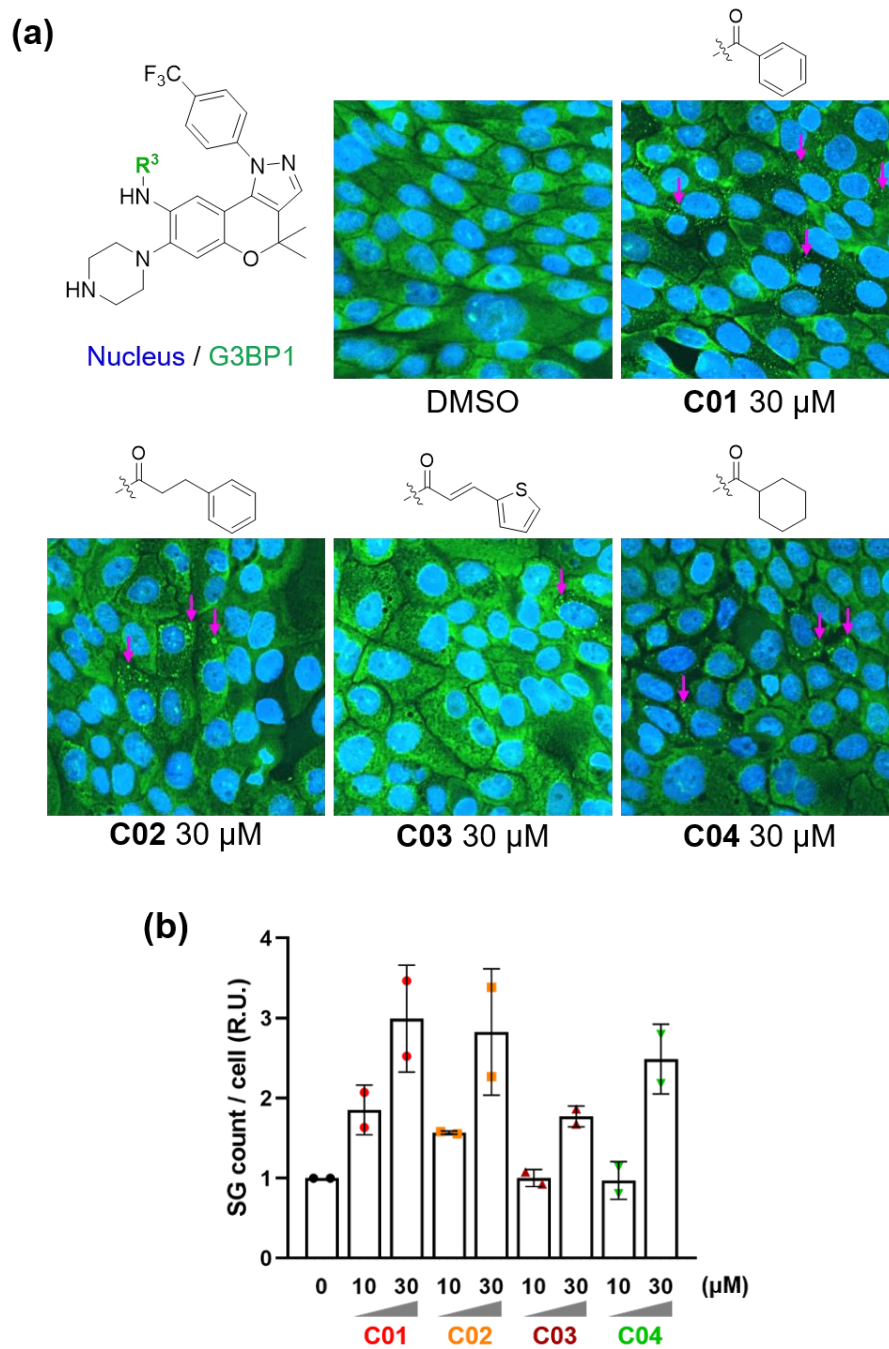 (a)
F₃C
R³
HN
N
N
N
HN
O
Nucleus / G3BP1
DMSO
O
C01 30 µM
O
C02 30 µM
O
S
C03 30 µM
O
C04 30 µM
(b)
SG count / cell (R.U.)
4
3
2
1
0
0 10 30 10 30 10 30 10 30 (µM)
C01 C02 C03 C04